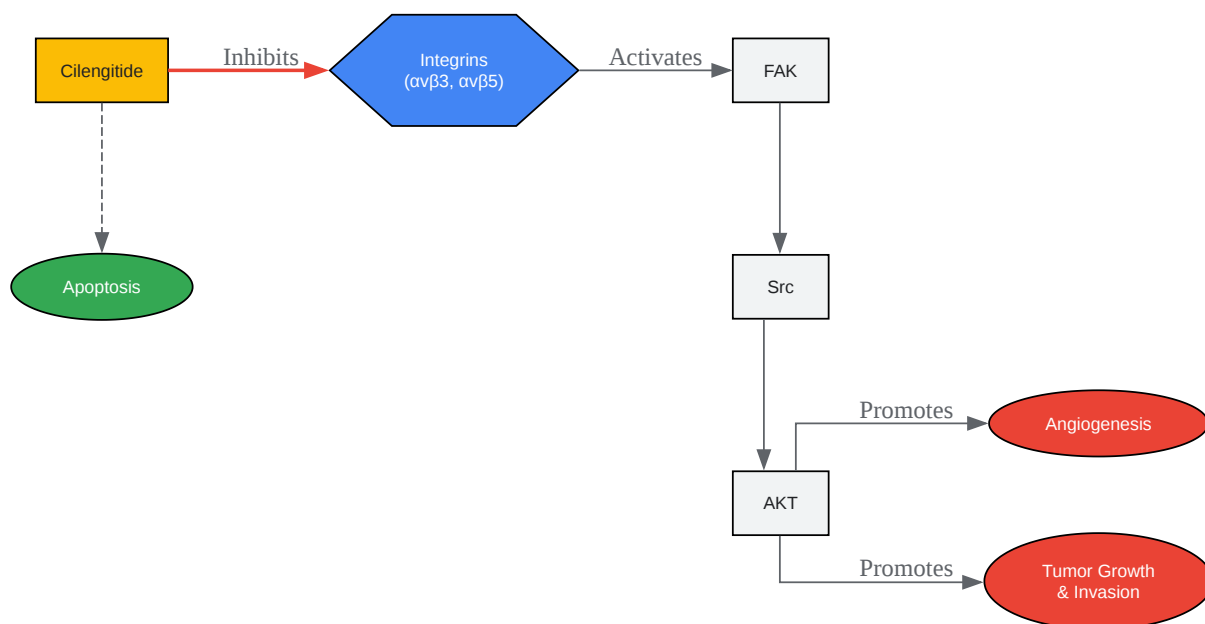 Cilengitide
Inhibits
Integrins
(αvβ3, αvβ5)
Activates
FAK
Apoptosis
Src
Promotes
Angiogenesis
AKT
Promotes
Tumor Growth
& Invasion